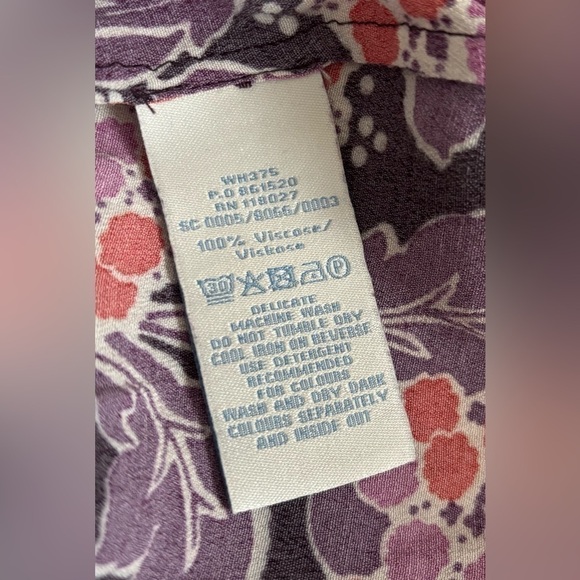 WH375
P.O 861520
RN 118027
SC-0005/9066/0003
100% Viscose/
Viskose
30 P
DELICATE
MACHINE WASH
DO NOT TUMBLE DRY
COOL IRON ON REVERSE
USE DETERGENT
RECOMMENDED
FOR COLOURS
WASH AND DRY DARK
COLOURS SEPARATELY
AND INSIDE OUT